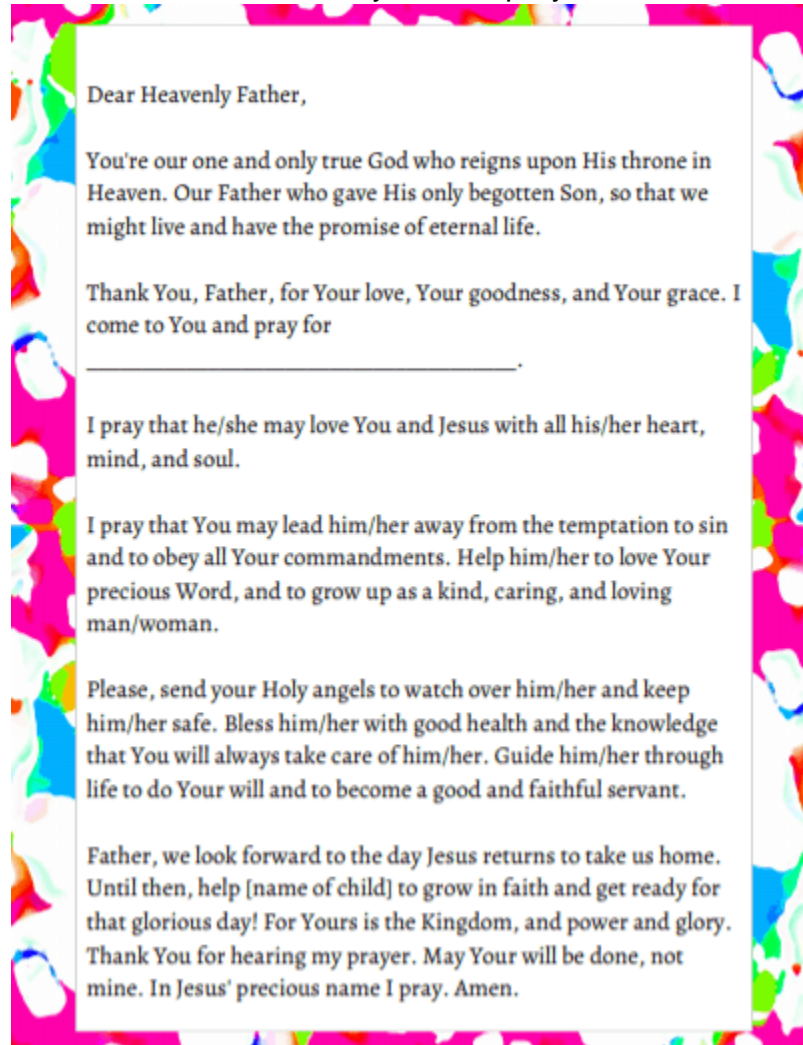 Dear Heavenly Father,
You're our one and only true God who reigns upon His throne in
Heaven. Our Father who gave His only begotten Son, so that we
might live and have the promise of eternal life.
Thank You, Father, for Your love, Your goodness, and Your grace. I
come to You and pray for
___________________________________.
I pray that he/she may love You and Jesus with all his/her heart,
mind, and soul.
I pray that You may lead him/her away from the temptation to sin
and to obey all Your commandments. Help him/her to love Your
precious Word, and to grow up as a kind, caring, and loving
man/woman.
Please, send your Holy angels to watch over him/her and keep
him/her safe. Bless him/her with good health and the knowledge
that You will always take care of him/her. Guide him/her through
life to do Your will and to become a good and faithful servant.
Father, we look forward to the day Jesus returns to take us home.
Until then, help [name of child] to grow in faith and get ready for
that glorious day! For Yours is the Kingdom, and power and glory.
Thank You for hearing my prayer. May Your will be done, not
mine. In Jesus' precious name I pray. Amen.